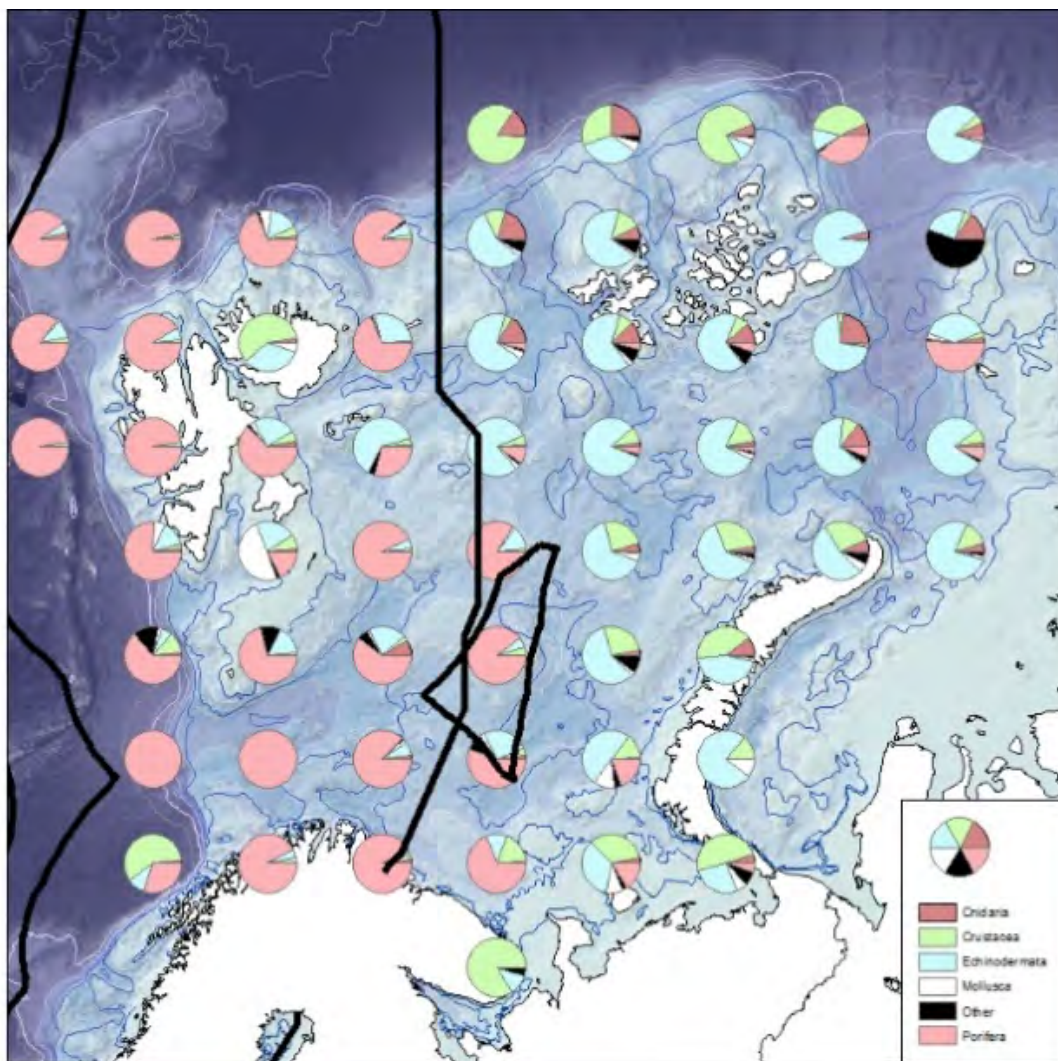 Cnidaria
Crustacea
Echinodermata
Mollusca
Other
Porifera